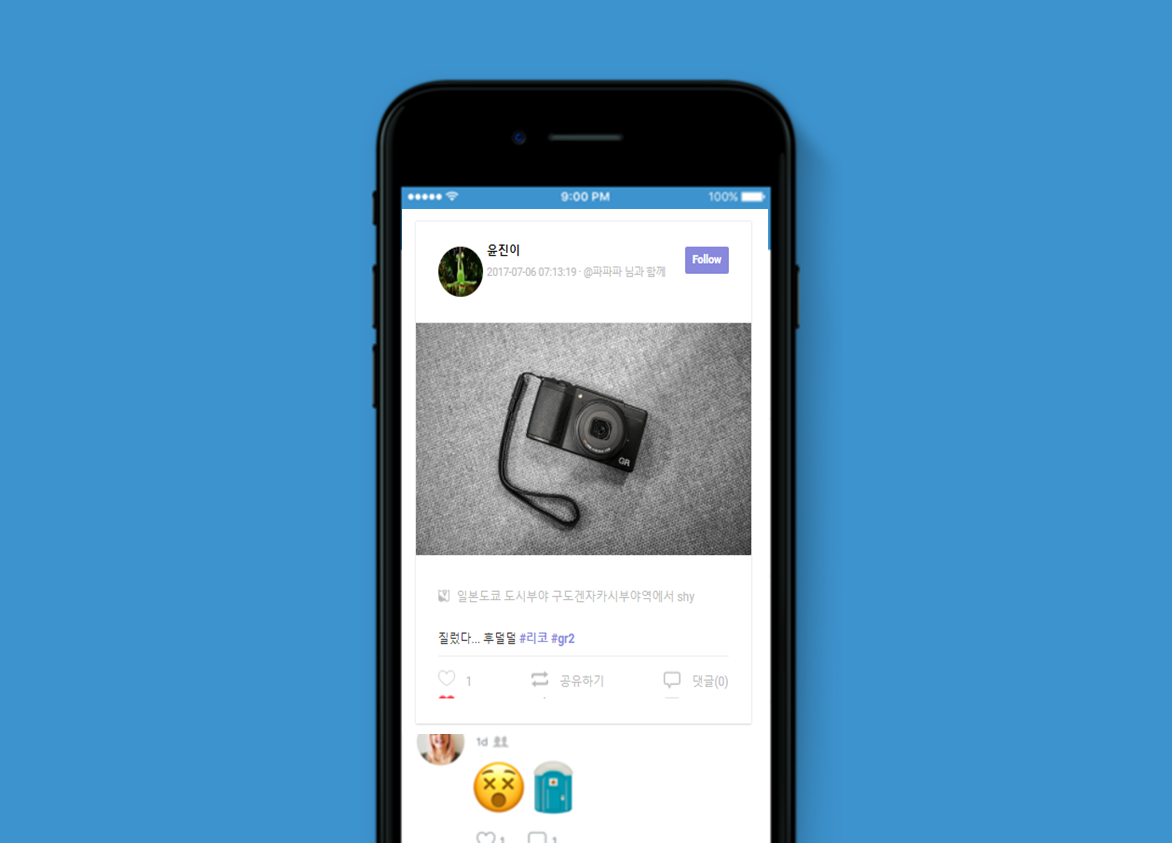 9:00 PM
100%
윤진이
2017-07-06 07:13:19 · @파파파 님과 함께
Follow
GR
일본도쿄 도시부야 구도겐자카시부야역에서 shy
질렀다... 후덜덜 #리코 #gr2
1
공유하기
댓글(0)
1d
1
1